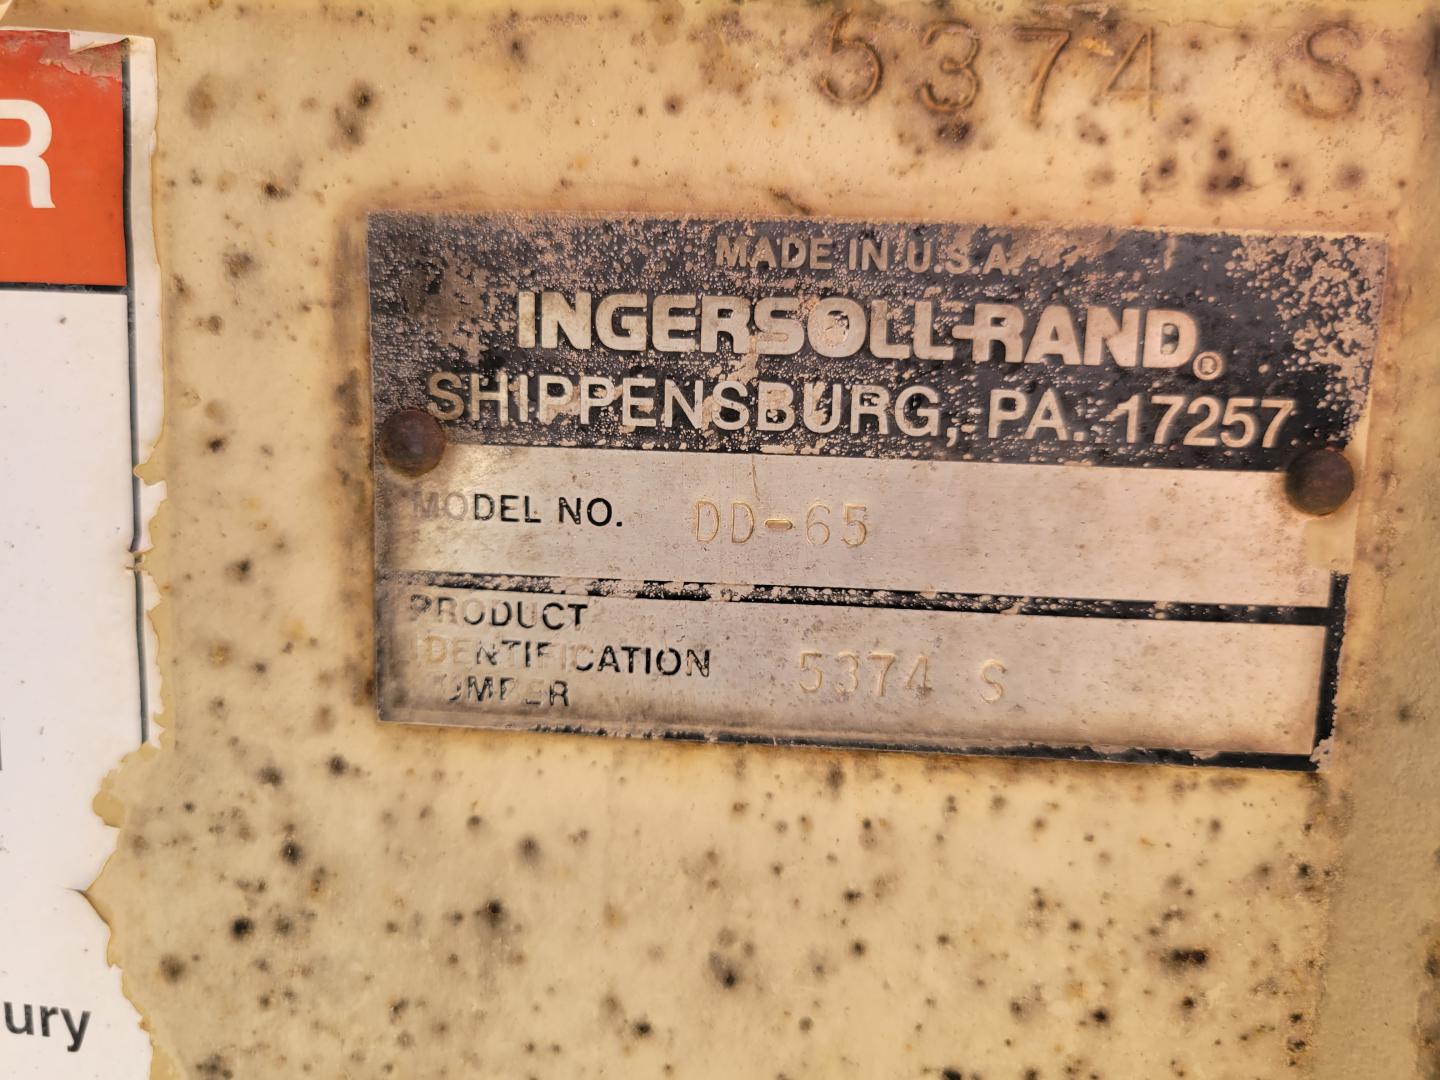 5374 S
R
MADE IN U.S.A.
INGERSOLL-RAND®
SHIPPENSBURG, PA. 17257
MODEL NO. DD-65
PRODUCT
IDENTIFICATION
NUMBER 5374 S
ury